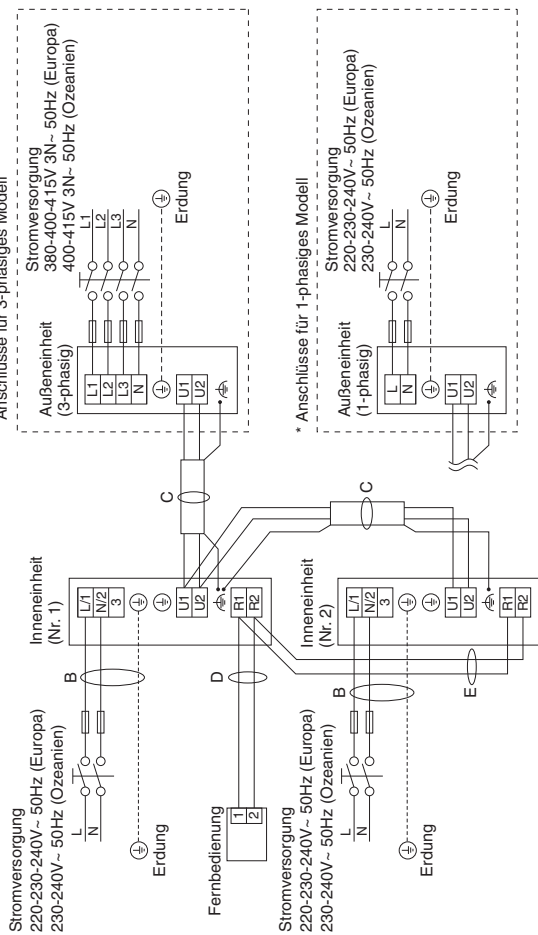 Anschlüsse für 3-phasiges Modell
Stromversorgung
220-230-240V~ 50Hz (Europa)
230-240V~ 50Hz (Ozeanien)
L
N
Erdung
B
Inneneinheit
(Nr. 1)
L/1
N/2
3
U1
U2
R1
R2
C
Außeneinheit
(3-phasig)
L1
L2
L3
N
U1
U2
Stromversorgung
380-400-415V 3N~ 50Hz (Europa)
400-415V 3N~ 50Hz (Ozeanien)
L1
L2
L3
N
Erdung
Fernbedienung
1
2
D
Stromversorgung
220-230-240V~ 50Hz (Europa)
230-240V~ 50Hz (Ozeanien)
L
N
Erdung
B
E
Inneneinheit
(Nr. 2)
L/1
N/2
3
U1
U2
R1
R2
C
* Anschlüsse für 1-phasiges Modell
Außeneinheit
(1-phasig)
L
N
U1
U2
Stromversorgung
220-230-240V~ 50Hz (Europa)
230-240V~ 50Hz (Ozeanien)
L
N
Erdung